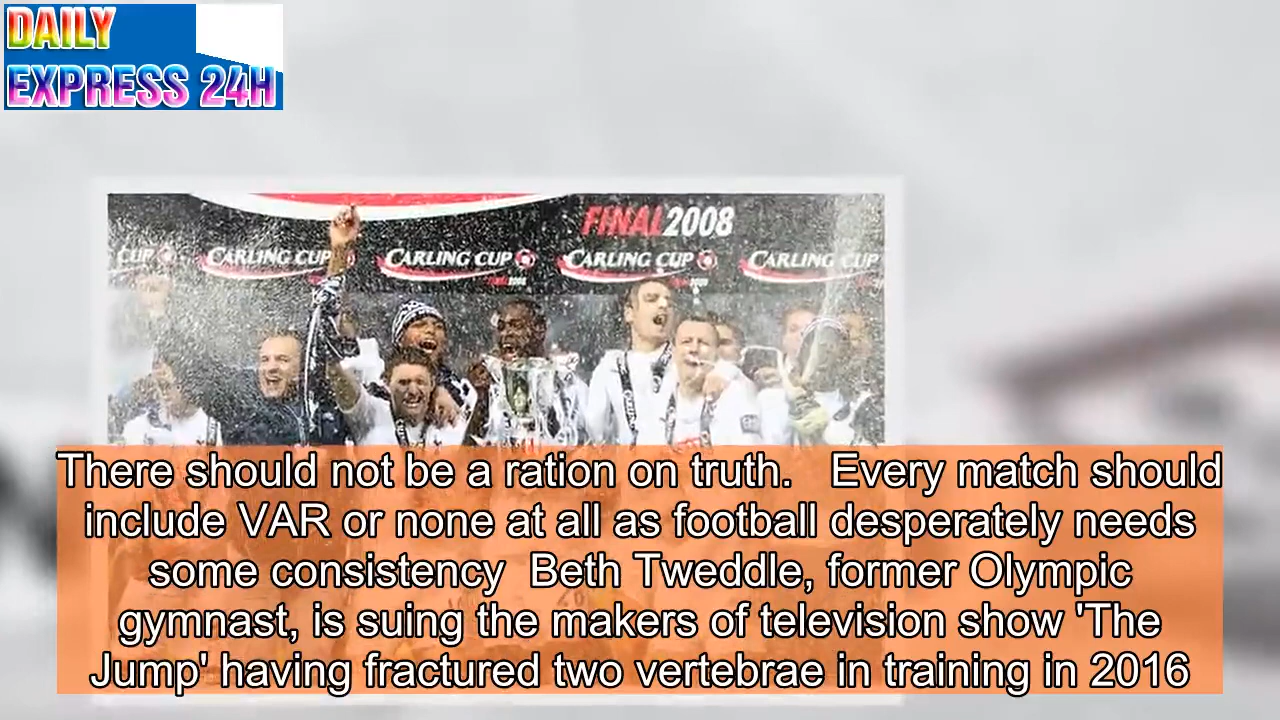 DAILY
EXPRESS 24H
FINAL2008
CUP CARLING CUP CARLING CUP CARLING CUP CARLING CUP
There should not be a ration on truth. Every match should
include VAR or none at all as football desperately needs
some consistency Beth Tweddle, former Olympic
gymnast, is suing the makers of television show 'The
Jump' having fractured two vertebrae in training in 2016